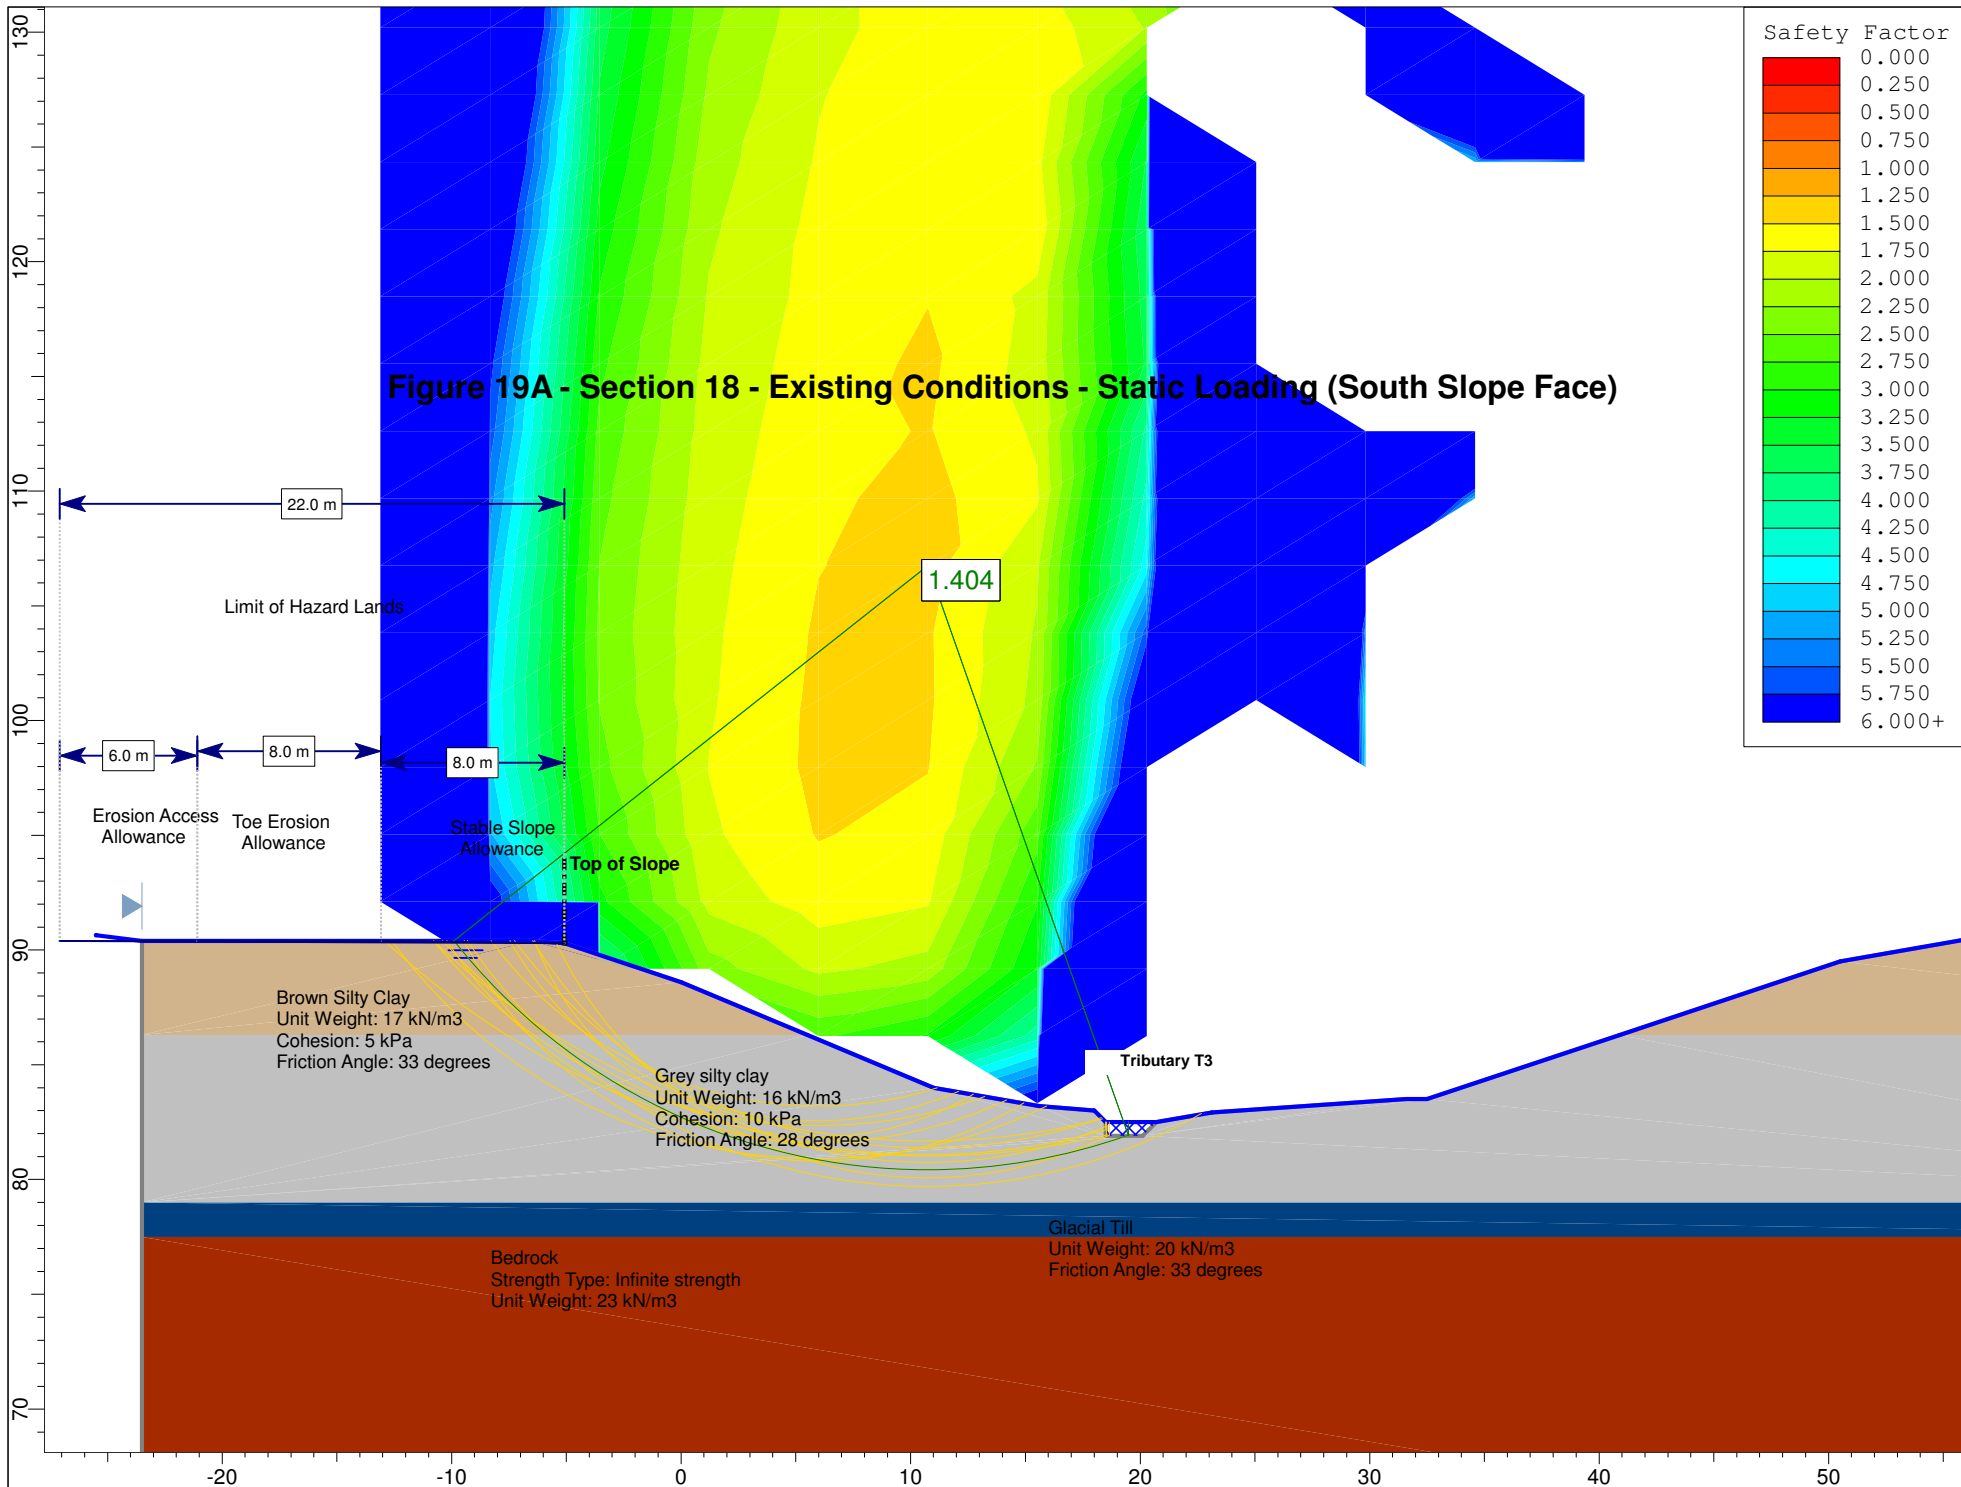 Safety Factor
0.000
0.250
0.500
0.750
1.000
1.250
1.500
1.750
2.000
2.250
2.500
2.750
3.000
3.250
3.500
3.750
4.000
4.250
4.500
4.750
5.000
5.250
5.500
5.750
6.000+
130
120
110
100
90
80
70
Figure 19A - Section 18 - Existing Conditions - Static Loading (South Slope Face)
22.0 m
1.404
Limit of Hazard Lands
6.0 m
8.0 m
8.0 m
Erosion Access
Allowance
Toe Erosion
Allowance
Stable Slope
Allowance
Top of Slope
Brown Silty Clay
Unit Weight: 17 kN/m3
Cohesion: 5 kPa
Friction Angle: 33 degrees
Grey silty clay
Unit Weight: 16 kN/m3
Cohesion: 10 kPa
Friction Angle: 28 degrees
Tributary T3
Glacial Till
Unit Weight: 20 kN/m3
Friction Angle: 33 degrees
Bedrock
Strength Type: Infinite strength
Unit Weight: 23 kN/m3
-20
-10
0
10
20
30
40
50